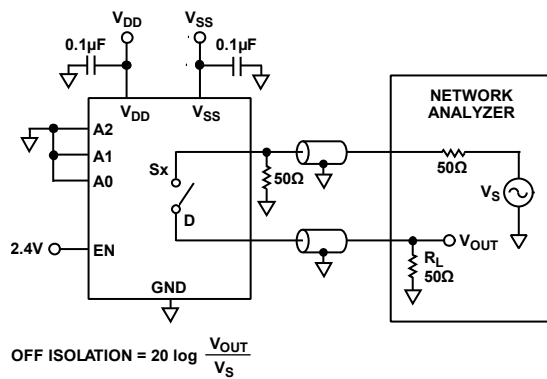 VDD
VSS
0.1µF
0.1µF
VDD
VSS
NETWORK
ANALYZER
A2
A1
A0
Sx
50Ω
50Ω
VS
D
2.4V
EN
VOUT
RL
50Ω
GND
OFF ISOLATION = 20 log VOUT
VS